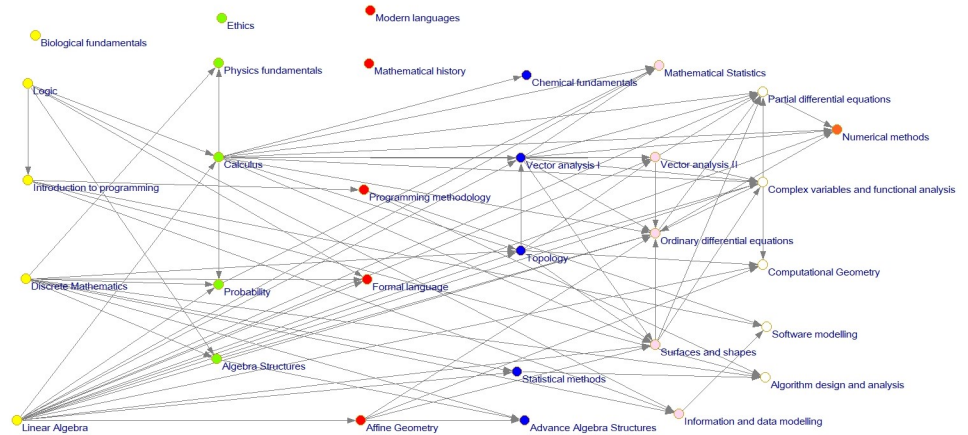 Modern languages
Ethics
Biological fundamentals
Physics fundamentals
Mathematical history
Mathematical Statistics
Chemical fundamentals
Logic
Partial differential equations
Numerical methods
Calculus
Vector analysis I
Vector analysis II
Introduction to programming
Programming methodology
Complex variables and functional analysis
Ordinary differential equations
Topology
Computational Geometry
Discrete Mathematics
Probability
Formal language
Software modelling
Surfaces and shapes
Algebra Structures
Statistical methods
Algorithm design and analysis
Information and data modelling
Linear Algebra
Affine Geometry
Advance Algebra Structures